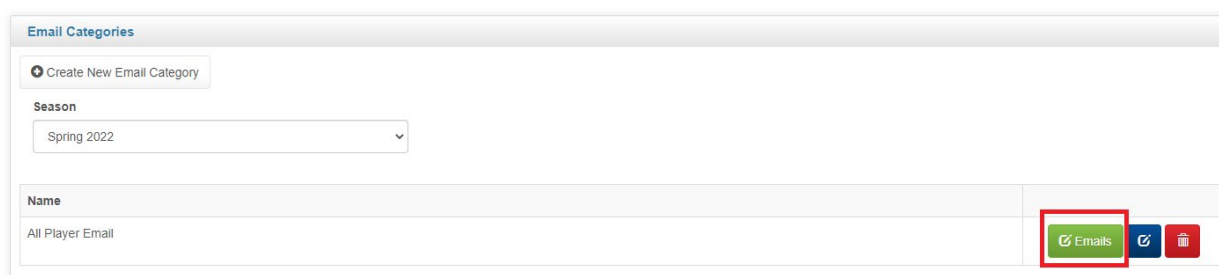 Email Categories
Create New Email Category
Season
Spring 2022
Name
All Player Email
Emails